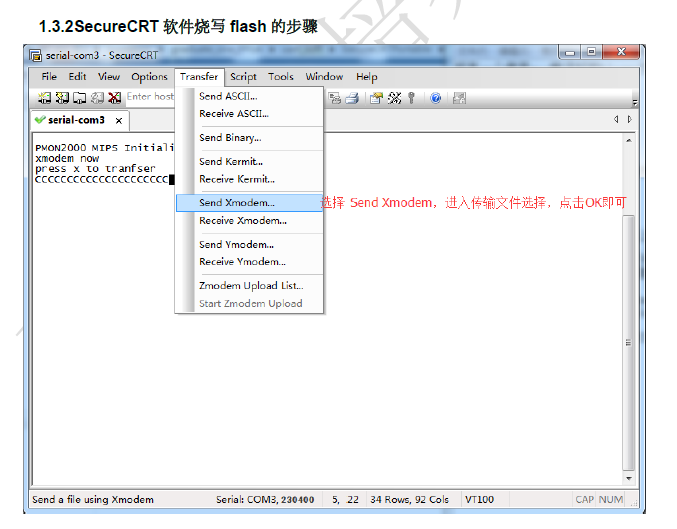 1.3.2SecureCRT 软件烧写 flash 的步骤
serial-com3 - SecureCRT
File Edit View Options Transfer Script Tools Window Help
Enter host
serial-com3 ×
Send ASCII...
Receive ASCII...
Send Binary...
Send Kermit...
Receive Kermit...
Send Xmodem...
Receive Xmodem...
Send Ymodem...
Receive Ymodem...
Zmodem Upload List...
Start Zmodem Upload
PMON2000 MIPS Initiali
xmodem now
press x to tranfser
CCCCCCCCCCCCCCCCCCCCC
选择 Send Xmodem，进入传输文件选择，点击OK即可
Send a file using Xmodem Serial: COM3, 230400 5, 22 34 Rows, 92 Cols VT100 CAP NUM